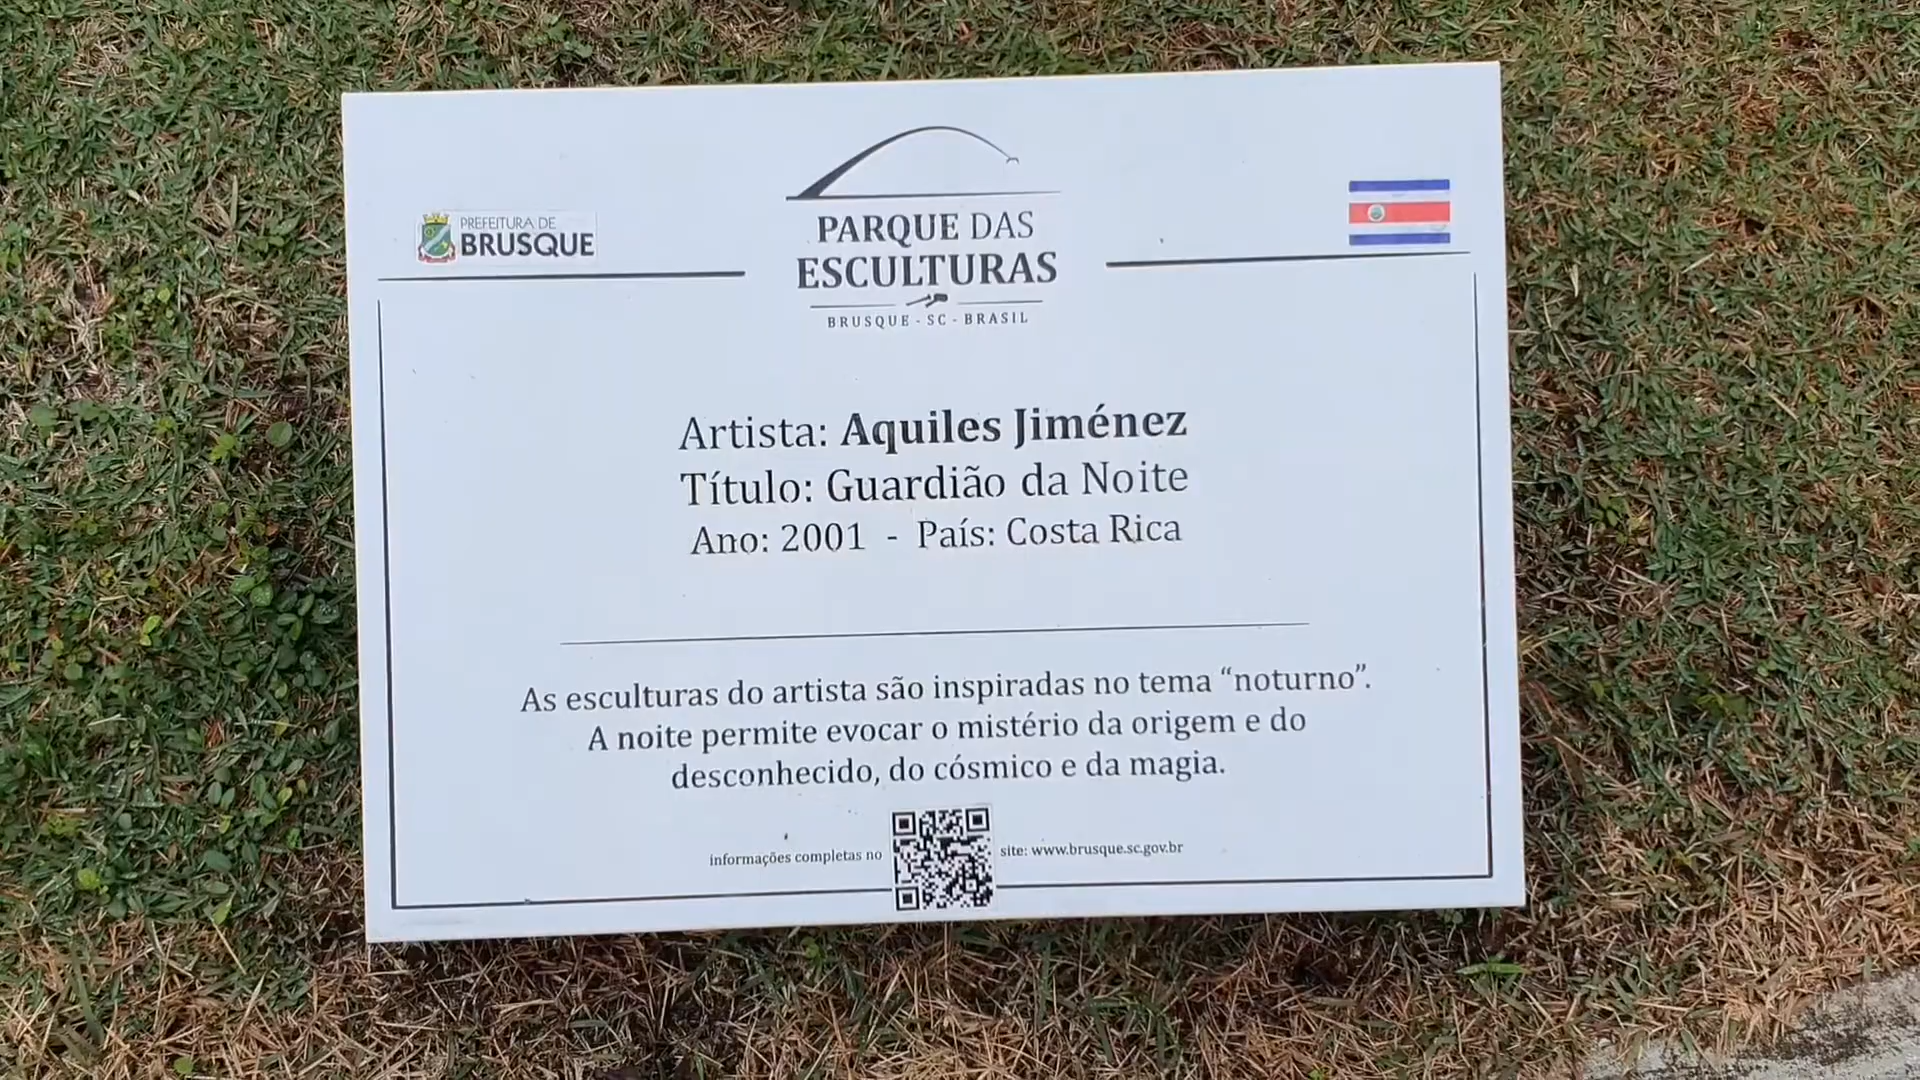 PREFEITURA DE
BRUSQUE
PARQUE DAS
ESCULTURAS
BRUSQUE - SC - BRASIL
Artista: Aquiles Jiménez
Título: Guardião da Noite
Ano: 2001 - País: Costa Rica
As esculturas do artista são inspiradas no tema “noturno”.
A noite permite evocar o mistério da origem e do
desconhecido, do cósmico e da magia.
informações completas no site: www.brusque.sc.gov.br